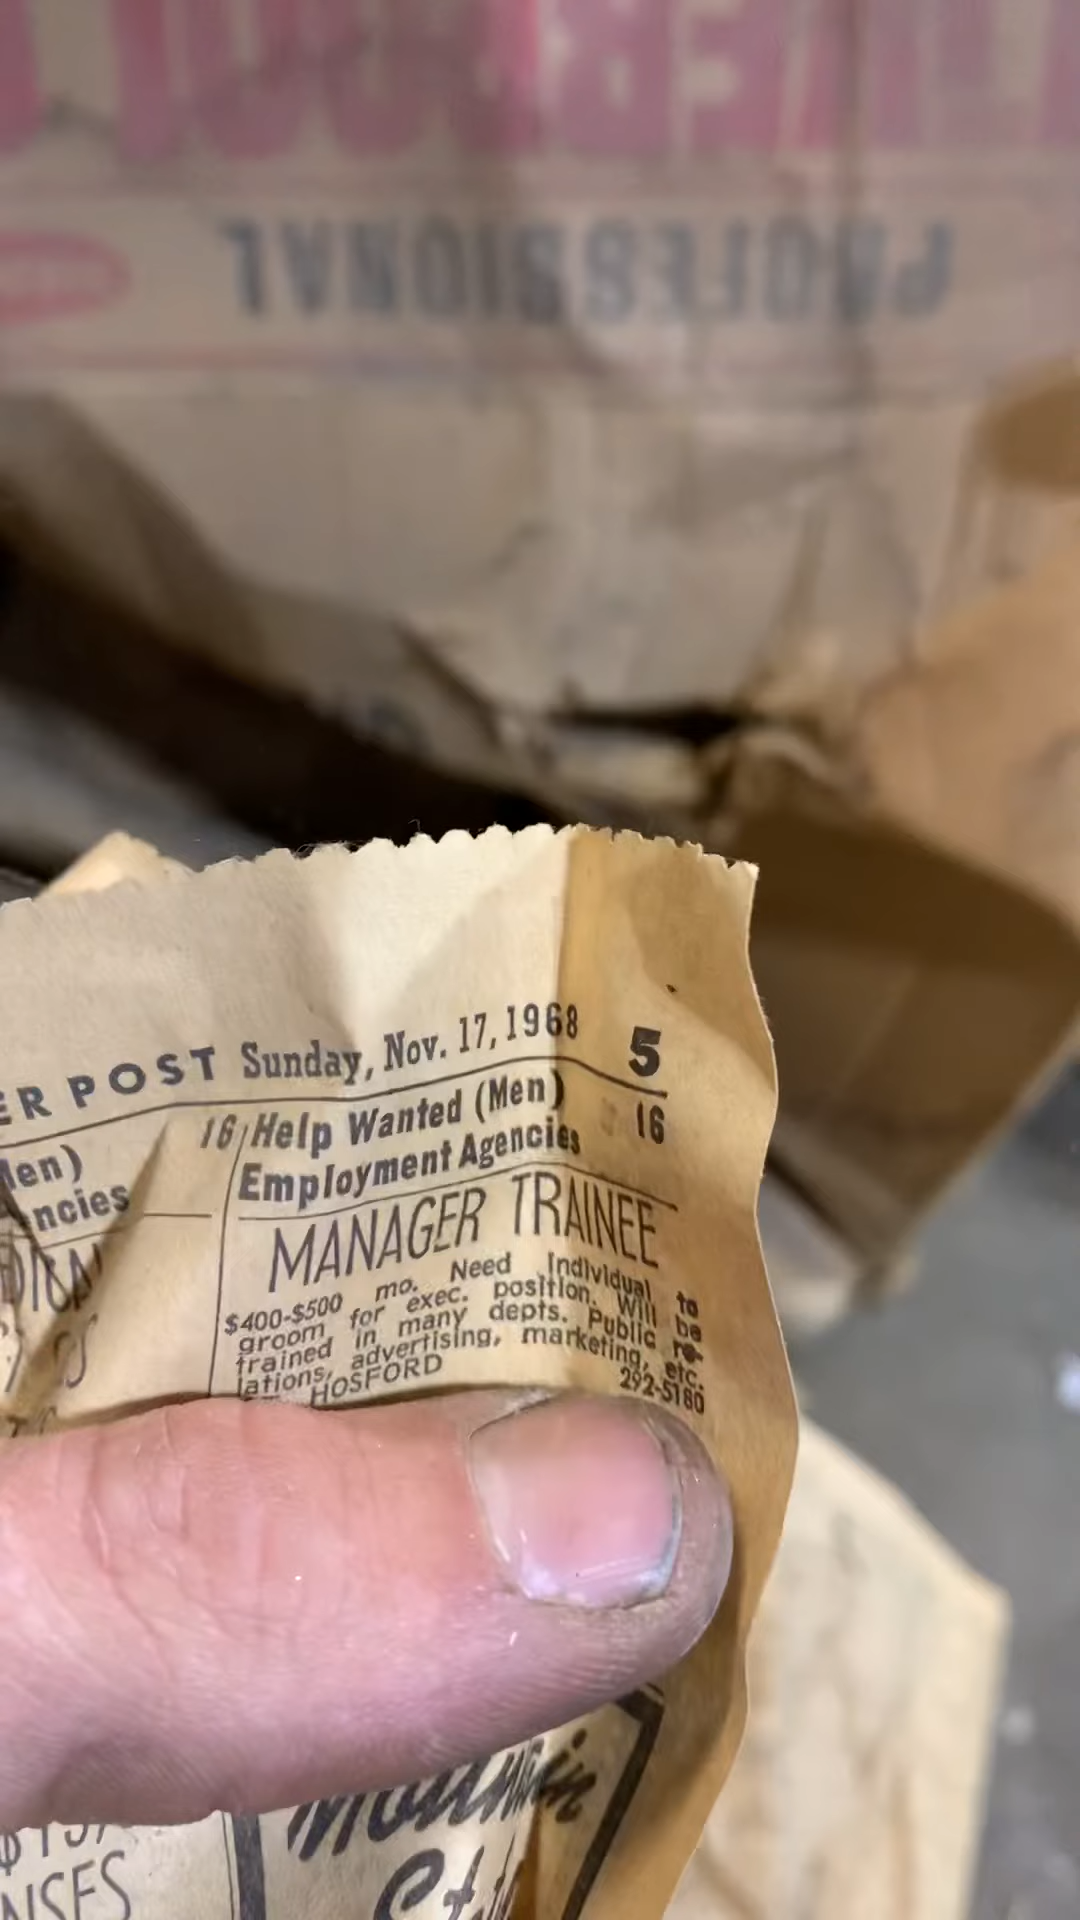 PROFESSIONAL
ER POST Sunday, Nov. 17, 1968 5
16 Help Wanted (Men) 16
Employment Agencies
MANAGER TRAINEE
$400-$500 mo. Need Individual to
groom for exec. position. Will be
trained in many depts. Public re-
lations, advertising, marketing, etc.
HOSFORD 292-5180
Men)
ncies
Mountain
NSES